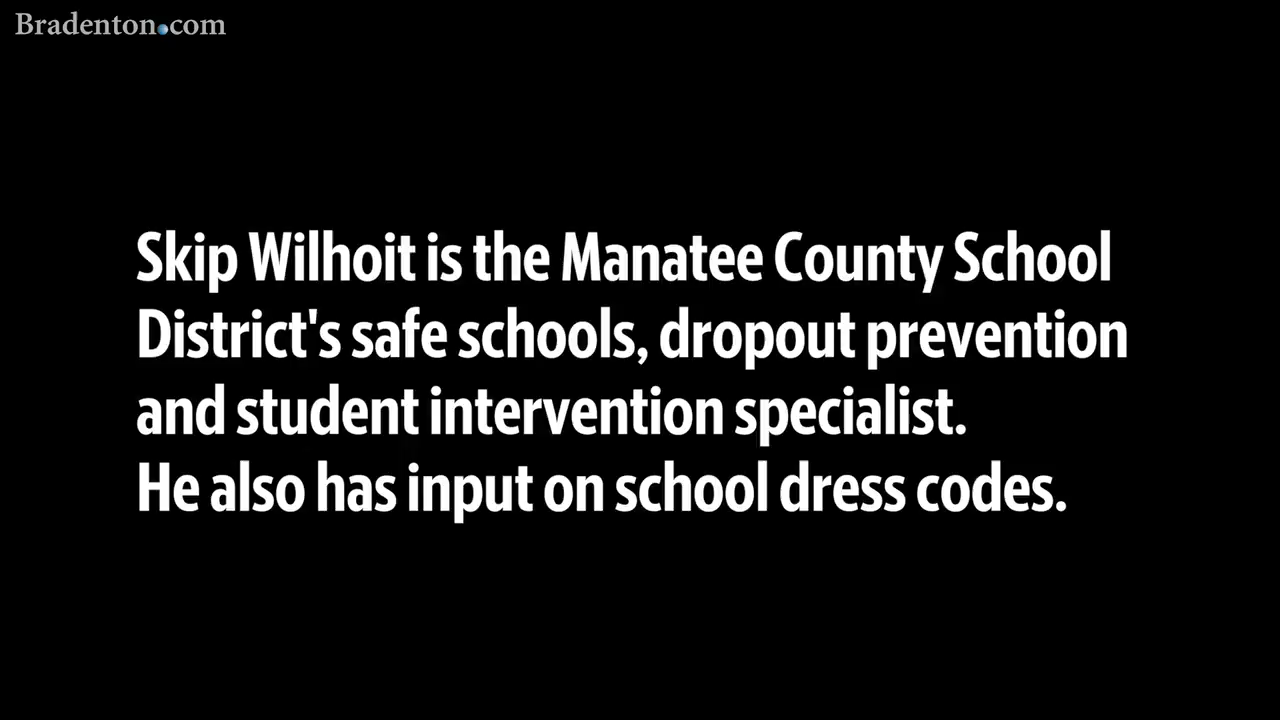 Bradenton.com
Skip Wilhoit is the Manatee County School
District's safe schools, dropout prevention
and student intervention specialist.
He also has input on school dress codes.